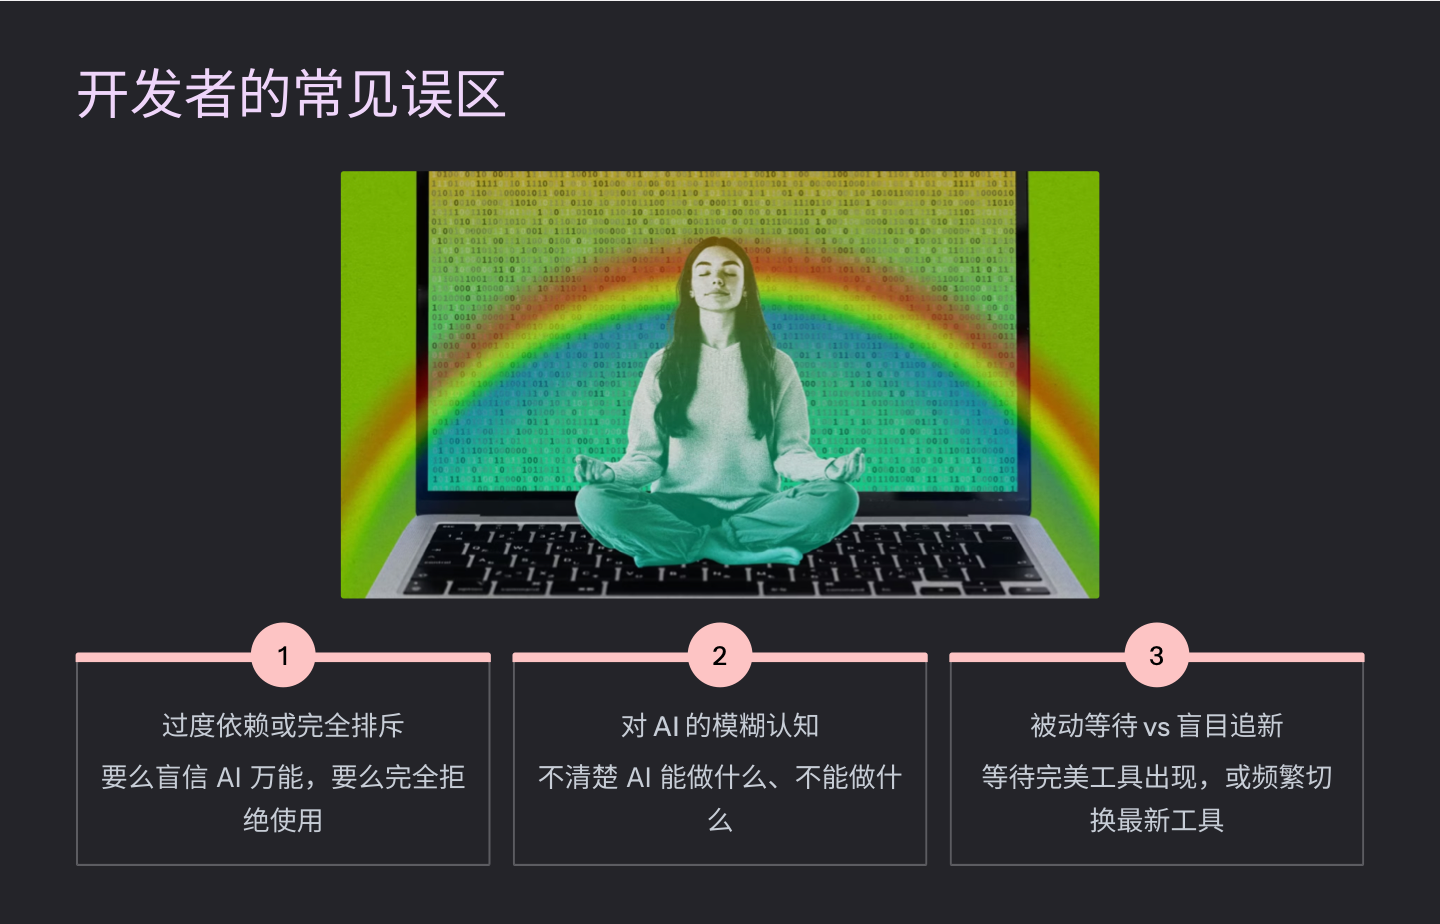 开发者的常见误区
1
过度依赖或完全排斥
要么盲信 AI 万能，要么完全拒
绝使用
2
对 AI 的模糊认知
不清楚 AI 能做什么、不能做什
么
3
被动等待 vs 盲目追新
等待完美工具出现，或频繁切
换最新工具